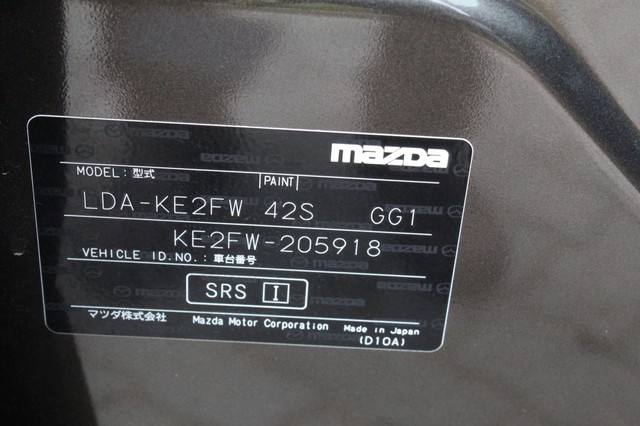 mazda
MODEL:型式 PAINT
LDA-KE2FW 42S GG1
KE2FW-205918
VEHICLE ID.NO.:車台番号
SRS I
マツダ株式会社 Mazda Motor Corporation Made in Japan
(D10A)